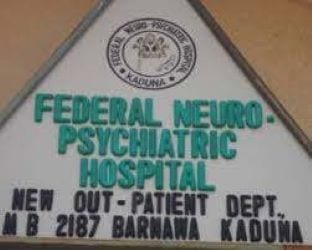 FEDERAL NEURO-PSYCHIATRIC HOSPITAL
KADUNA
FEDERAL NEURO-
PSYCHIATRIC
HOSPITAL
NEW OUT-PATIENT DEPT.,
M B 2187 BARNAWA KADUNA